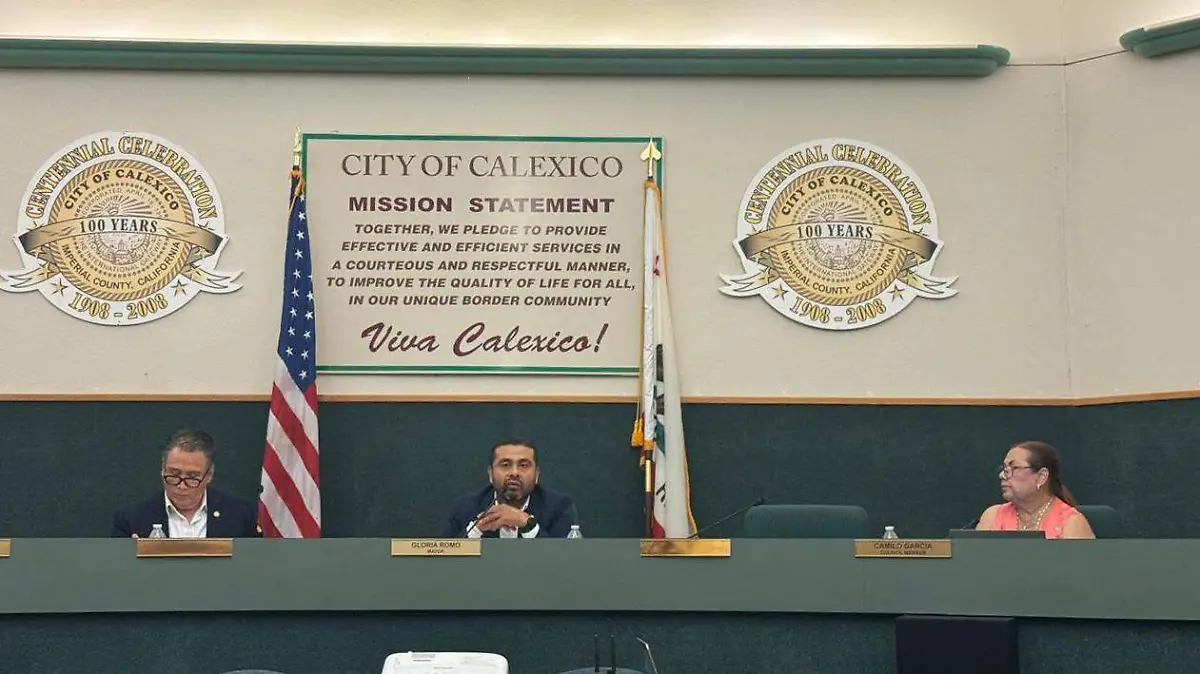 CENTENNIAL CELEBRATION
CITY OF CALEXICO
100 YEARS
IMPERIAL COUNTY, CALIFORNIA
1908 - 2008
CITY OF CALEXICO
MISSION STATEMENT
TOGETHER, WE PLEDGE TO PROVIDE
EFFECTIVE AND EFFICIENT SERVICES IN
A COURTEOUS AND RESPECTFUL MANNER,
TO IMPROVE THE QUALITY OF LIFE FOR ALL,
IN OUR UNIQUE BORDER COMMUNITY
Viva Calexico!
CENTENNIAL CELEBRATION
CITY OF CALEXICO
100 YEARS
IMPERIAL COUNTY, CALIFORNIA
1908 - 2008
GLORIA ROMO
MAYOR
CAMILO GARCIA
COUNCIL MEMBER